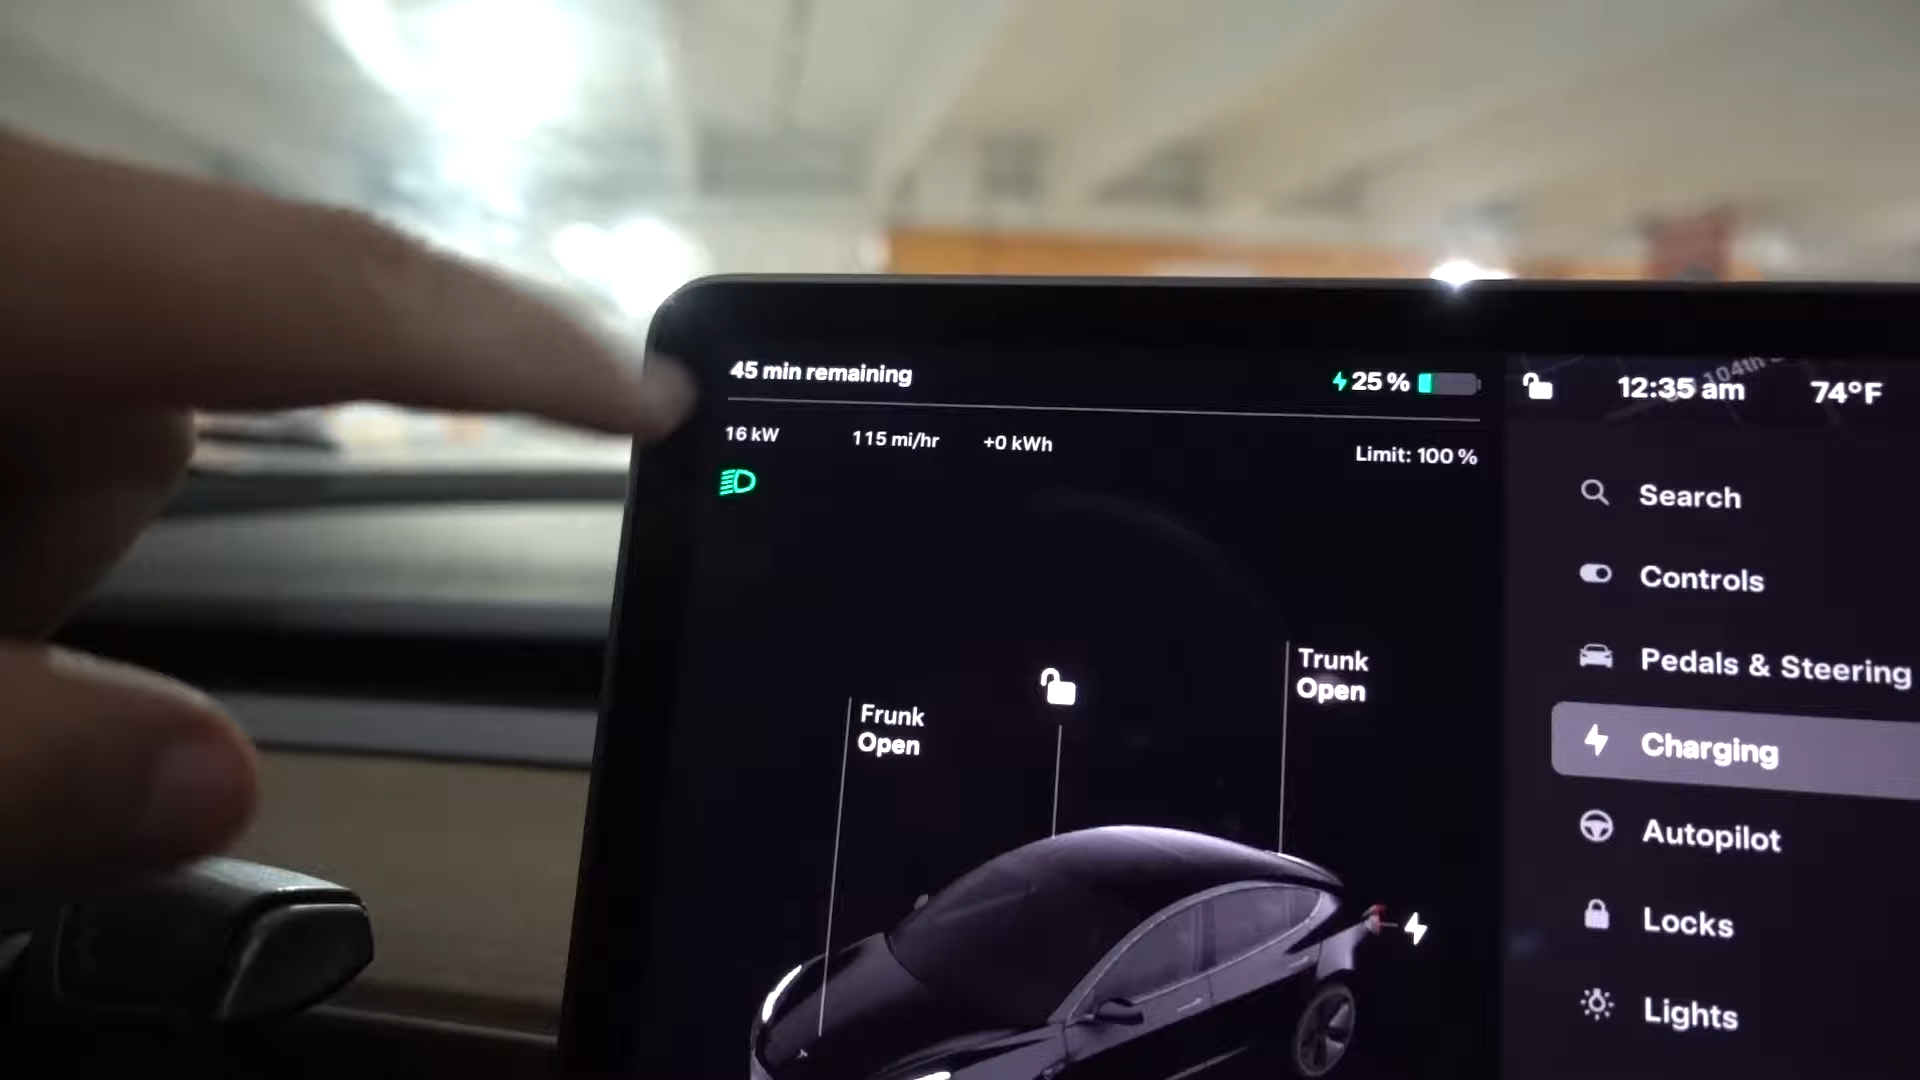 45 min remaining
25 %
12:35 am
74°F
104th
16 kW
115 mi/hr
+0 kWh
Limit: 100 %
Frunk
Open
Trunk
Open
Search
Controls
Pedals & Steering
Charging
Autopilot
Locks
Lights